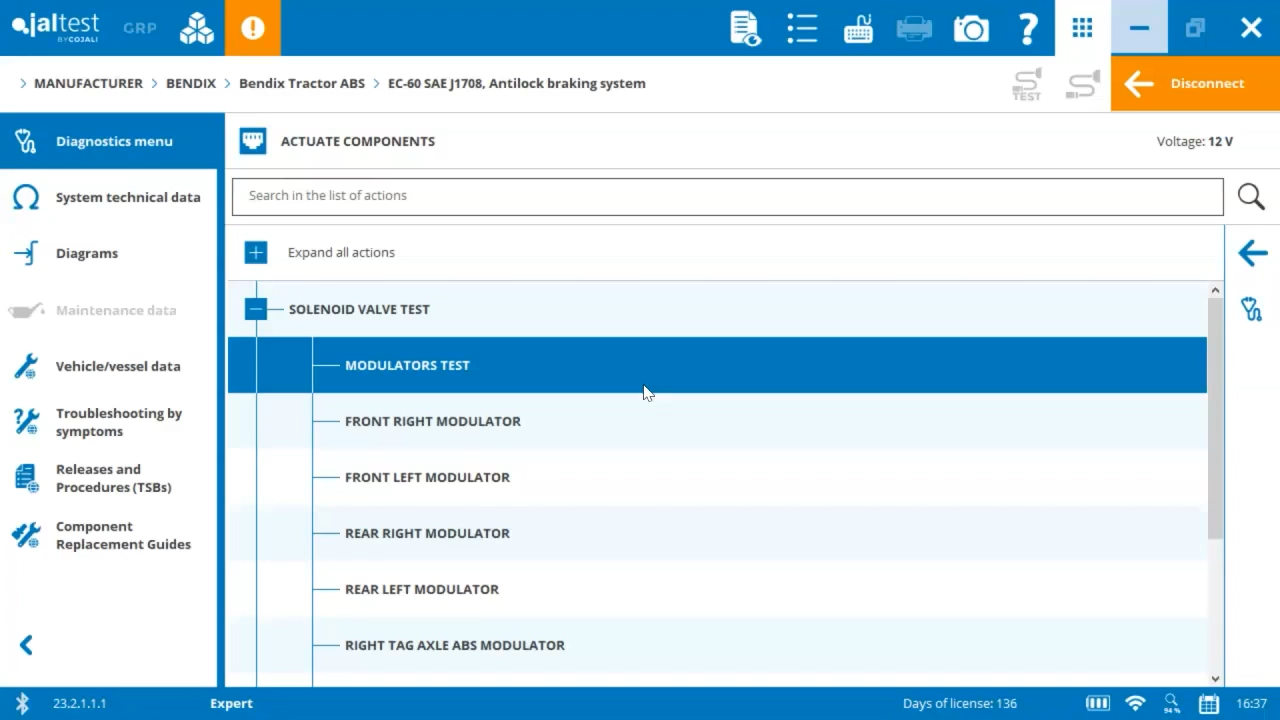 jaltest
BY COJALI
GRP
MANUFACTURER > BENDIX > Bendix Tractor ABS > EC-60 SAE J1708, Antilock braking system
TEST
Disconnect
Diagnostics menu
ACTUATE COMPONENTS
Voltage: 12 V
System technical data
Search in the list of actions
Diagrams
Expand all actions
Maintenance data
SOLENOID VALVE TEST
Vehicle/vessel data
MODULATORS TEST
Troubleshooting by
symptoms
FRONT RIGHT MODULATOR
Releases and
Procedures (TSBs)
FRONT LEFT MODULATOR
Component
Replacement Guides
REAR RIGHT MODULATOR
REAR LEFT MODULATOR
RIGHT TAG AXLE ABS MODULATOR
23.2.1.1.1
Expert
Days of license: 136
94 %
16:37